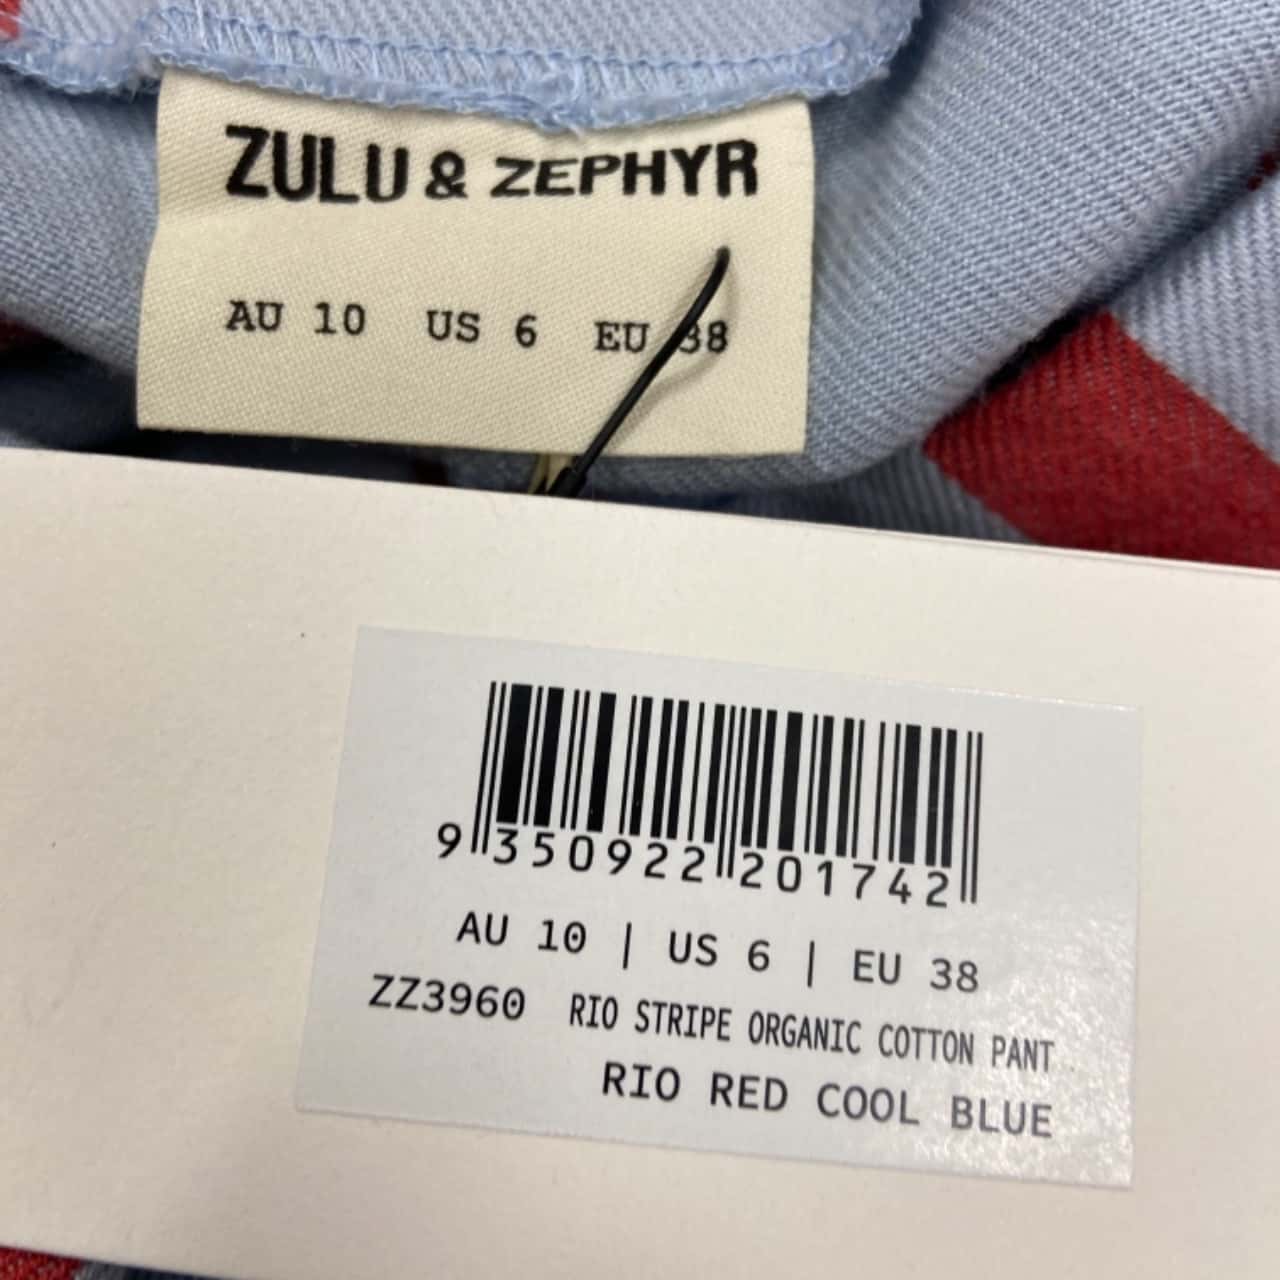 ZULU & ZEPHYR
AU 10 US 6 EU 38
9 350922 201742
AU 10 | US 6 | EU 38
ZZ3960 RIO STRIPE ORGANIC COTTON PANT
RIO RED COOL BLUE